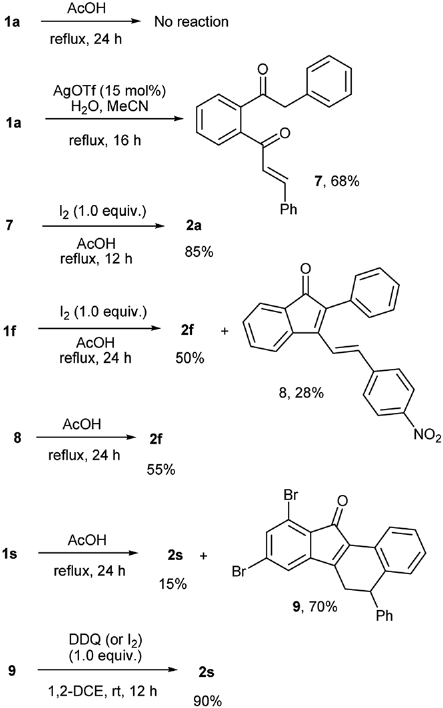 1a AcOH No reaction
reflux, 24 h
1a AgOTf (15 mol%)
H2O, MeCN
reflux, 16 h
O
O
Ph
7, 68%
7 I2 (1.0 equiv.) 2a
AcOH
reflux, 12 h
85%
1f I2 (1.0 equiv.) 2f +
AcOH
reflux, 24 h
50%
O
8, 28%
NO2
8 AcOH 2f
reflux, 24 h
55%
1s AcOH 2s +
reflux, 24 h
15%
Br
O
Br
Ph
9, 70%
9 DDQ (or I2) 2s
(1.0 equiv.)
1,2-DCE, rt, 12 h
90%